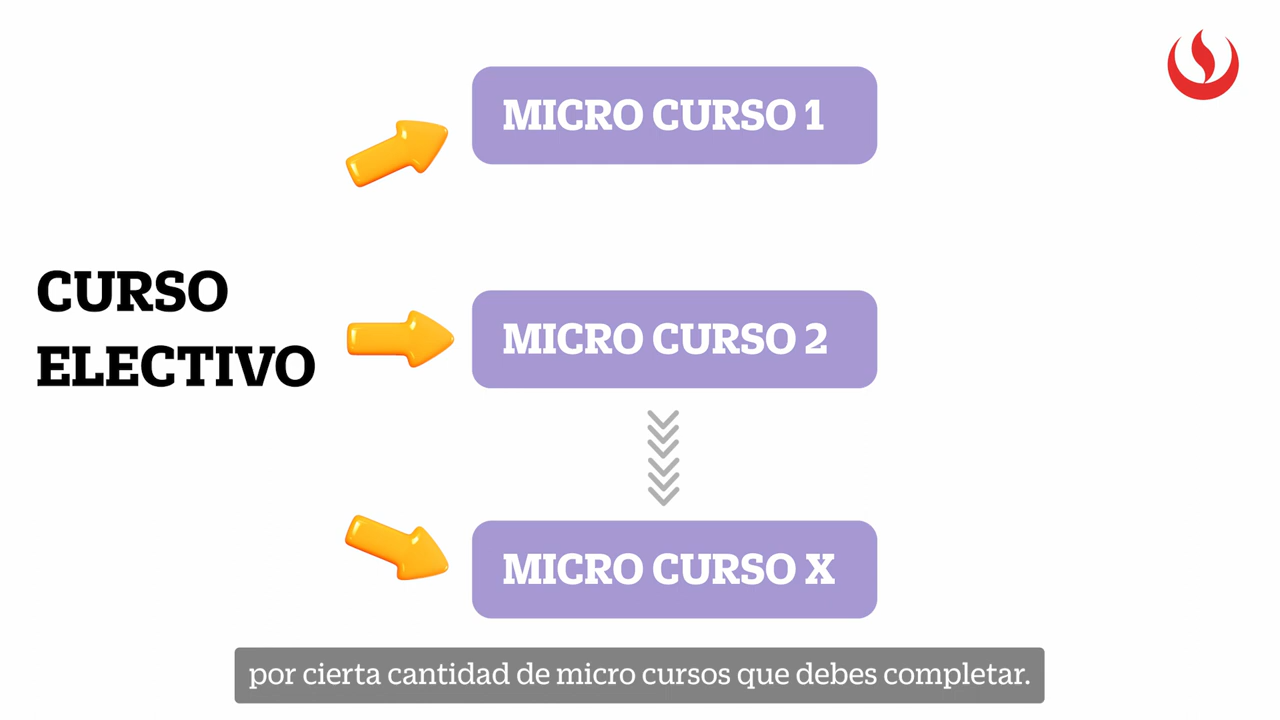 MICRO CURSO 1
CURSO
ELECTIVO
MICRO CURSO 2
MICRO CURSO X
por cierta cantidad de micro cursos que debes completar.